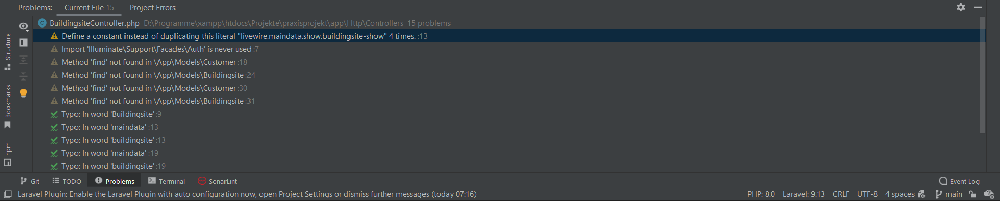 Problems: Current File 15 Project Errors
BuildingsiteController.php D:\Programme\xampp\htdocs\Projekte\praxisprojekt\app\Http\Controllers 15 problems
Define a constant instead of duplicating this literal "livewire.maindata.show.buildingsite-show" 4 times. :13
Import 'Illuminate\Support\Facades\Auth' is never used :7
Method 'find' not found in \App\Models\Customer :18
Method 'find' not found in \App\Models\Buildingsite :24
Method 'find' not found in \App\Models\Customer :30
Method 'find' not found in \App\Models\Buildingsite :31
Typo: In word 'Buildingsite' :9
Typo: In word 'maindata' :13
Typo: In word 'buildingsite' :13
Typo: In word 'maindata' :19
Typo: In word 'buildingsite' :19
Structure
Bookmarks
npm
Git TODO Problems Terminal SonarLint Event Log
Laravel Plugin: Enable the Laravel Plugin with auto configuration now, open Project Settings or dismiss further messages (today 07:16) PHP: 8.0 Laravel: 9.13 CRLF UTF-8 4 spaces main